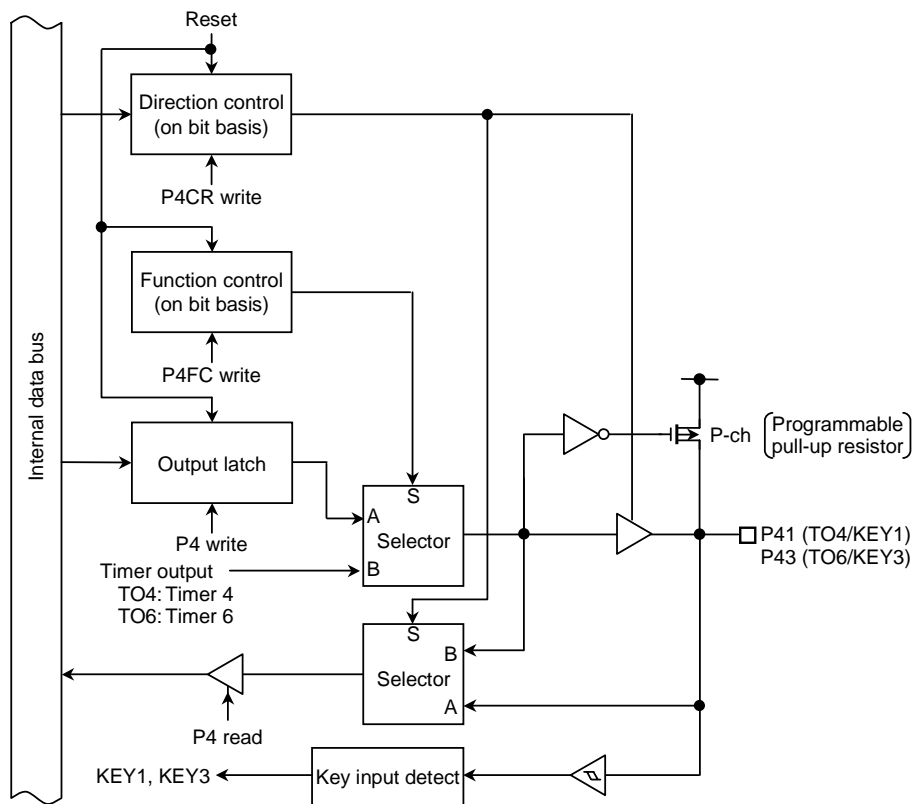 Reset
Internal data bus
Direction control
(on bit basis)
P4CR write
Function control
(on bit basis)
P4FC write
Output latch
P4 write
Timer output
TO4: Timer 4
TO6: Timer 6
S
A
Selector
B
P-ch
Programmable
pull-up resistor
P41 (TO4/KEY1)
P43 (TO6/KEY3)
S
B
Selector
A
P4 read
KEY1, KEY3
Key input detect